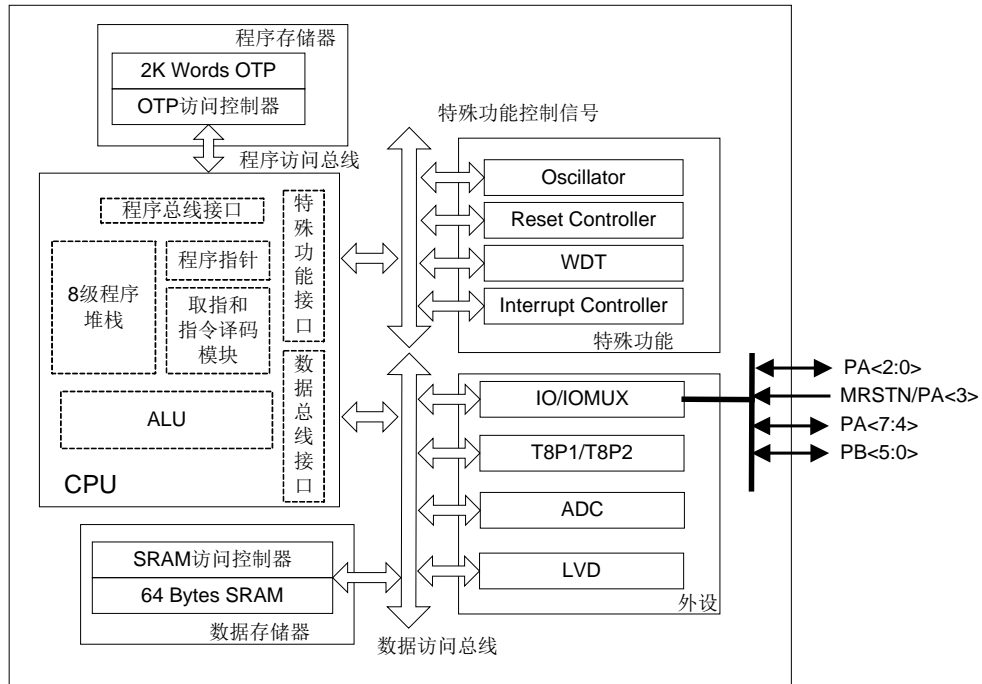 程序存储器
2K Words OTP
OTP访问控制器
程序访问总线
特殊功能控制信号
程序总线接口
特殊功能接口
8级程序
堆栈
程序指针
取指和
指令译码
模块
数据总线接口
ALU
CPU
Oscillator
Reset Controller
WDT
Interrupt Controller
特殊功能
IO/IOMUX
T8P1/T8P2
ADC
LVD
外设
PA<2:0>
MRSTN/PA<3>
PA<7:4>
PB<5:0>
SRAM访问控制器
64 Bytes SRAM
数据存储器
数据访问总线